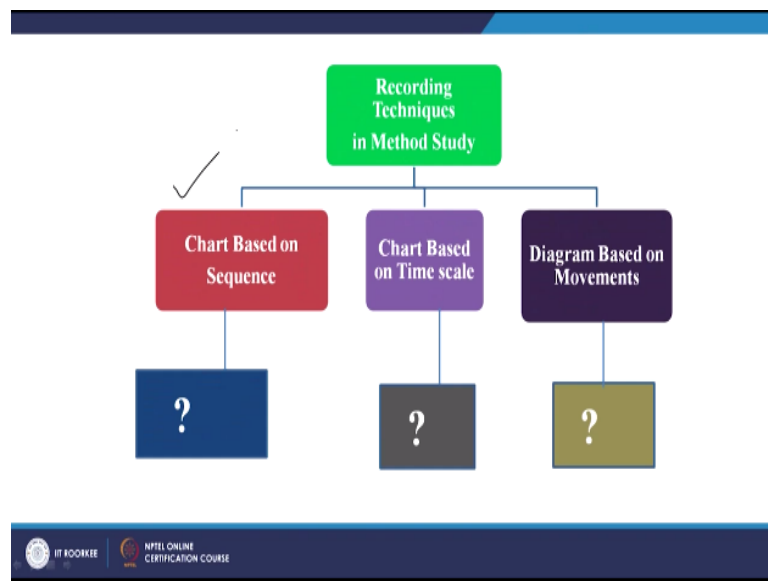 Recording
Techniques
in Method Study
Chart Based on
Sequence
Chart Based
on Time scale
Diagram Based on
Movements
?
?
?
IIT ROORKEE
NPTEL
NPTEL ONLINE
CERTIFICATION COURSE